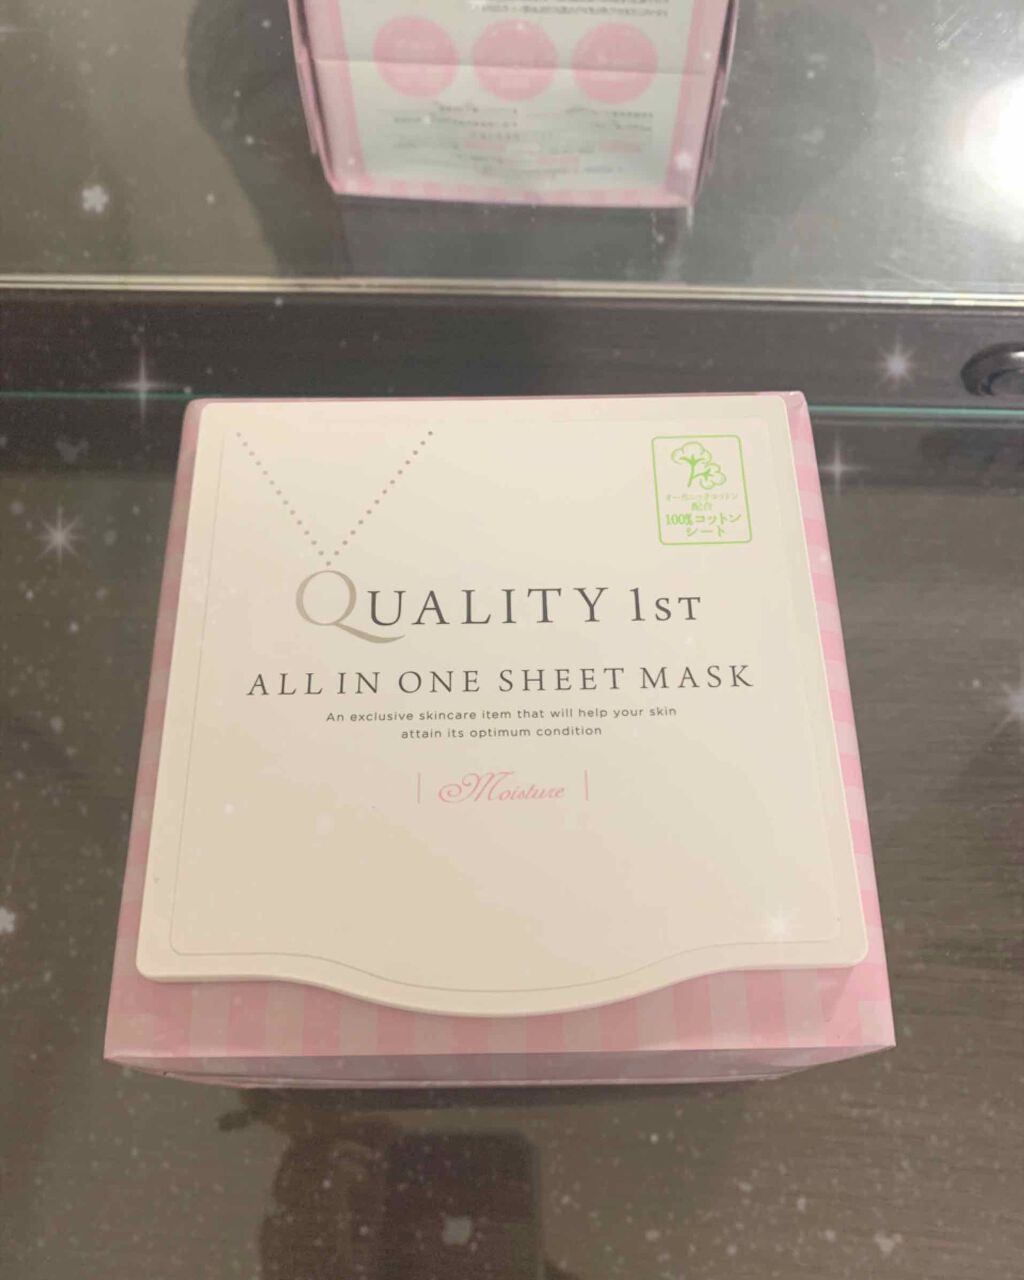 オーガニックコットン
配合
100%コットン
シート
QUALITY 1ST
ALL IN ONE SHEET MASK
An exclusive skincare item that will help your skin
attain its optimum condition
Moisture